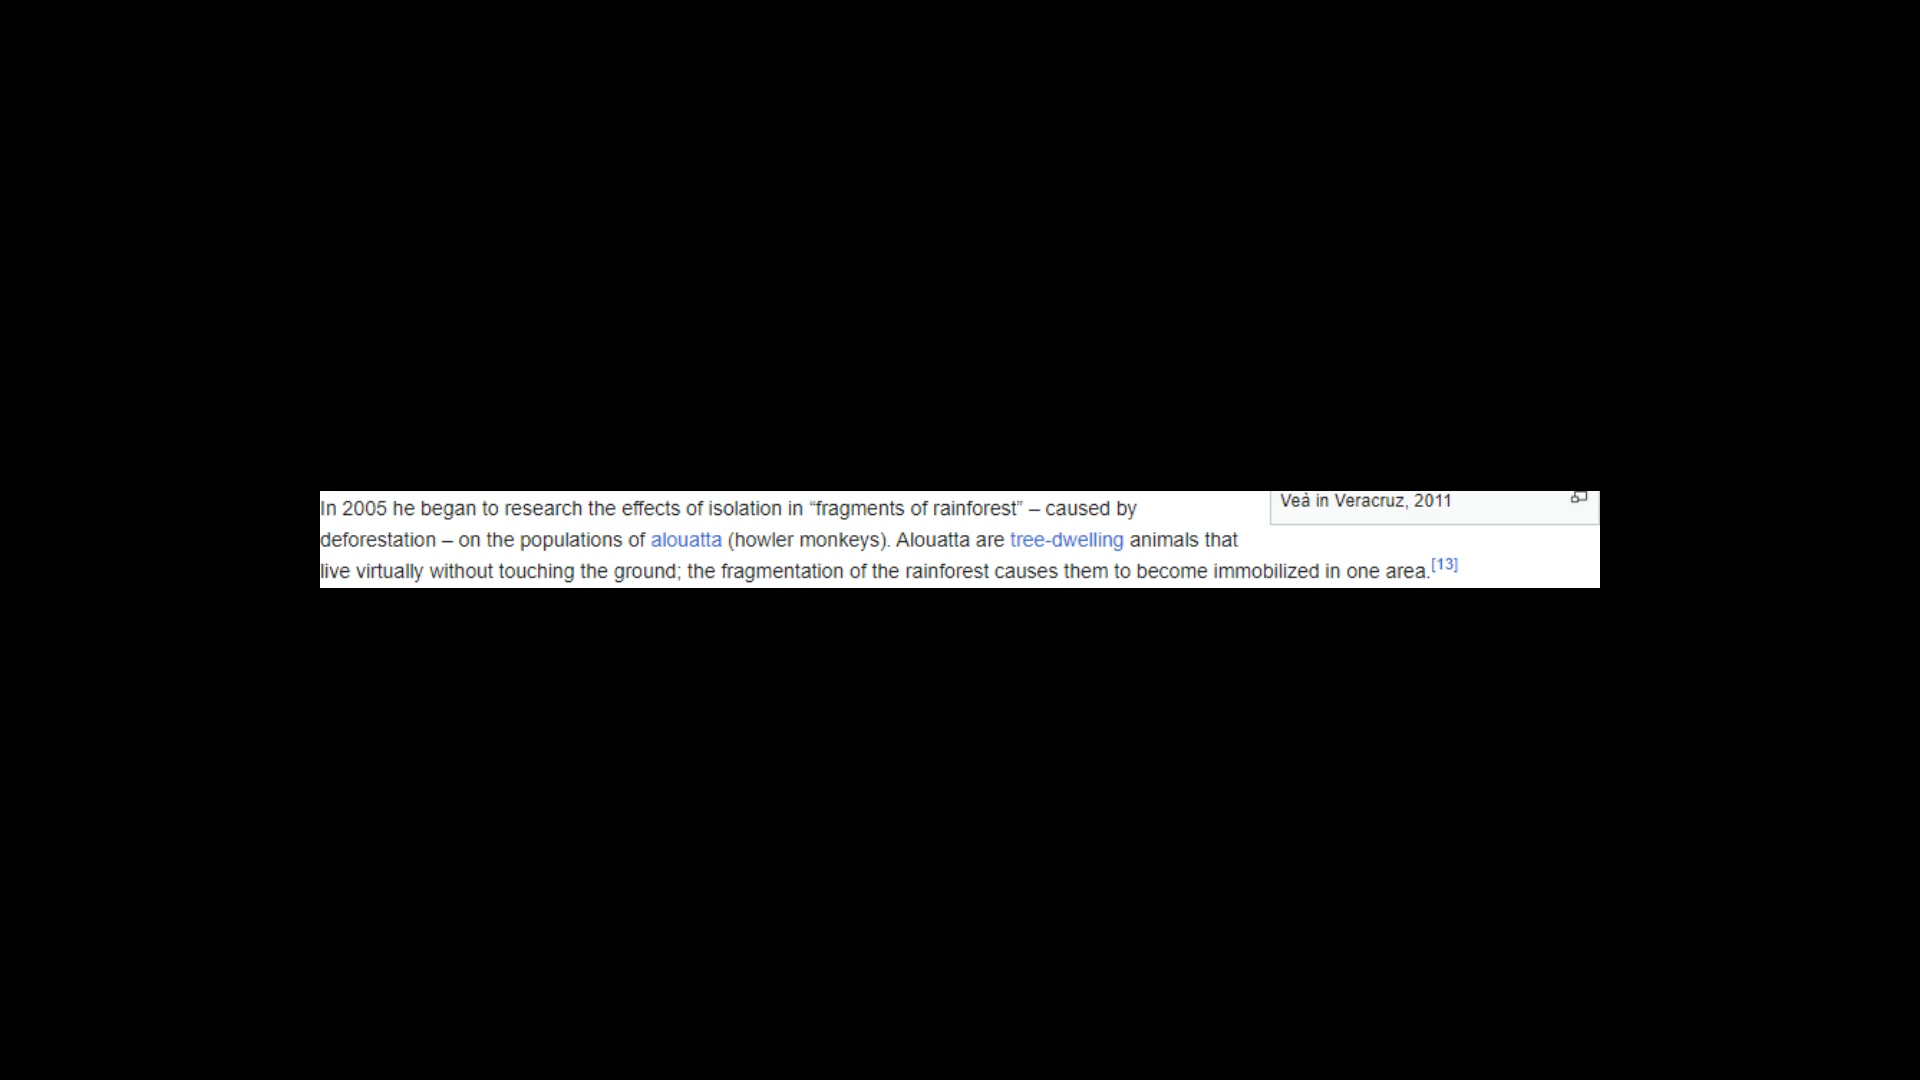 In 2005 he began to research the effects of isolation in “fragments of rainforest” – caused by
deforestation – on the populations of alouatta (howler monkeys). Alouatta are tree-dwelling animals that
live virtually without touching the ground; the fragmentation of the rainforest causes them to become immobilized in one area.[13]
Veà in Veracruz, 2011